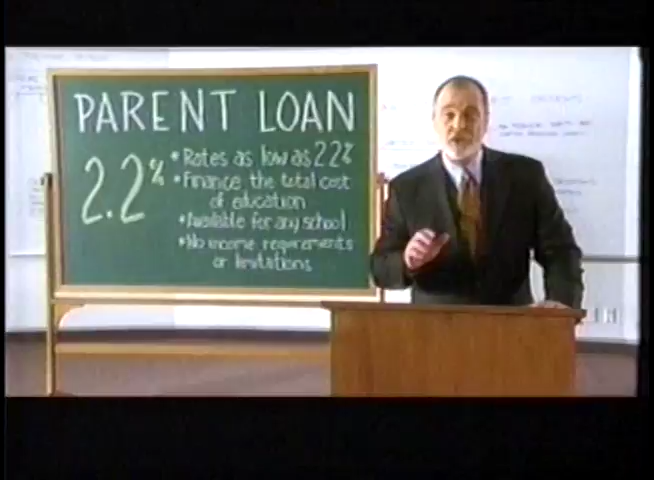 PARENT LOAN
2.2%
• Rates as low as 2.2%
• Finance the total cost
of education
• Available for any school
• No income requirements
or limitations